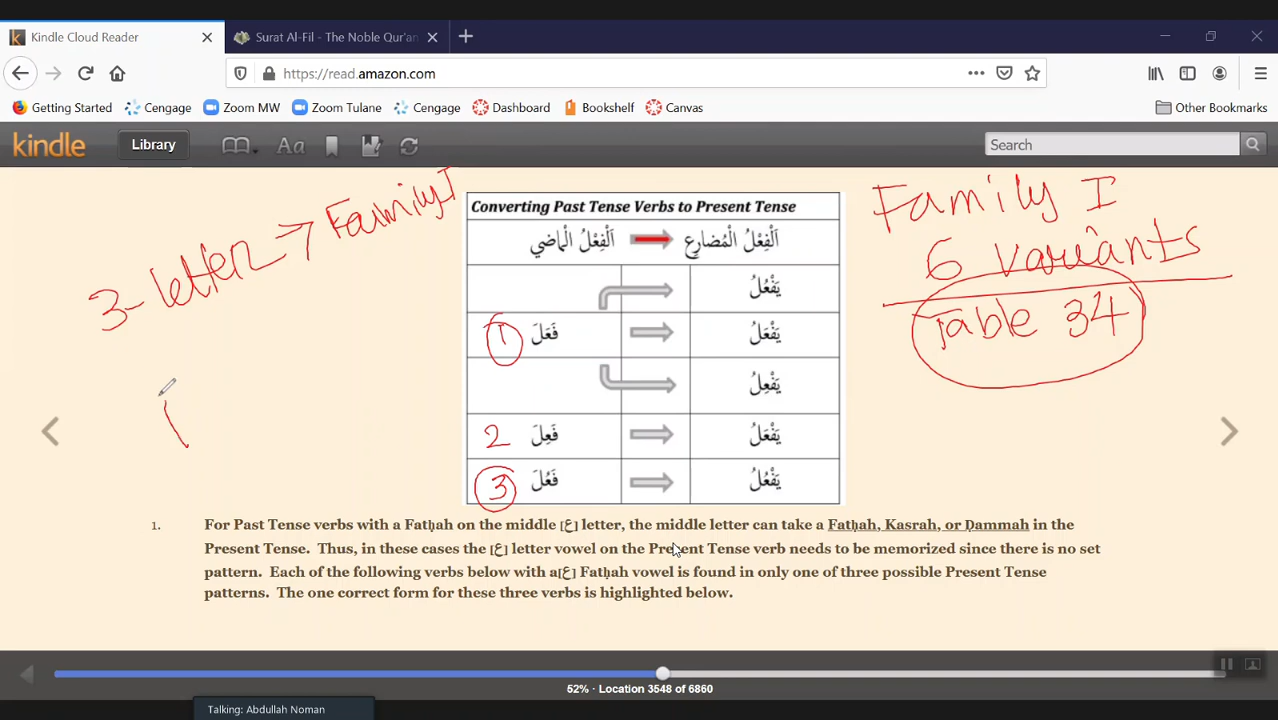 Kindle Cloud Reader
Surat Al-Fil - The Noble Qur'an
https://read.amazon.com
Getting Started Cengage Zoom MW Zoom Tulane Cengage Dashboard Bookshelf Canvas Other Bookmarks
kindle Library Aa Search
3-letter → Family I
Family I
6 variants
Table 34
Converting Past Tense Verbs to Present Tense
اَلْفِعْلُ الْمَاضِي اَلْفِعْلُ الْمُضارِع
يَفْعُلُ
1 فَعَلَ يَفْعَلُ
يَفْعِلُ
2 فَعِلَ يَفْعَلُ
3 فَعُلَ يَفْعُلُ
1. For Past Tense verbs with a Fatḥah on the middle [ع] letter, the middle letter can take a Fatḥah, Kasrah, or Ḍammah in the
Present Tense. Thus, in these cases the [ع] letter vowel on the Present Tense verb needs to be memorized since there is no set
pattern. Each of the following verbs below with a[ع] Fatḥah vowel is found in only one of three possible Present Tense
patterns. The one correct form for these three verbs is highlighted below.
52% · Location 3548 of 6860
Talking: Abdullah Noman